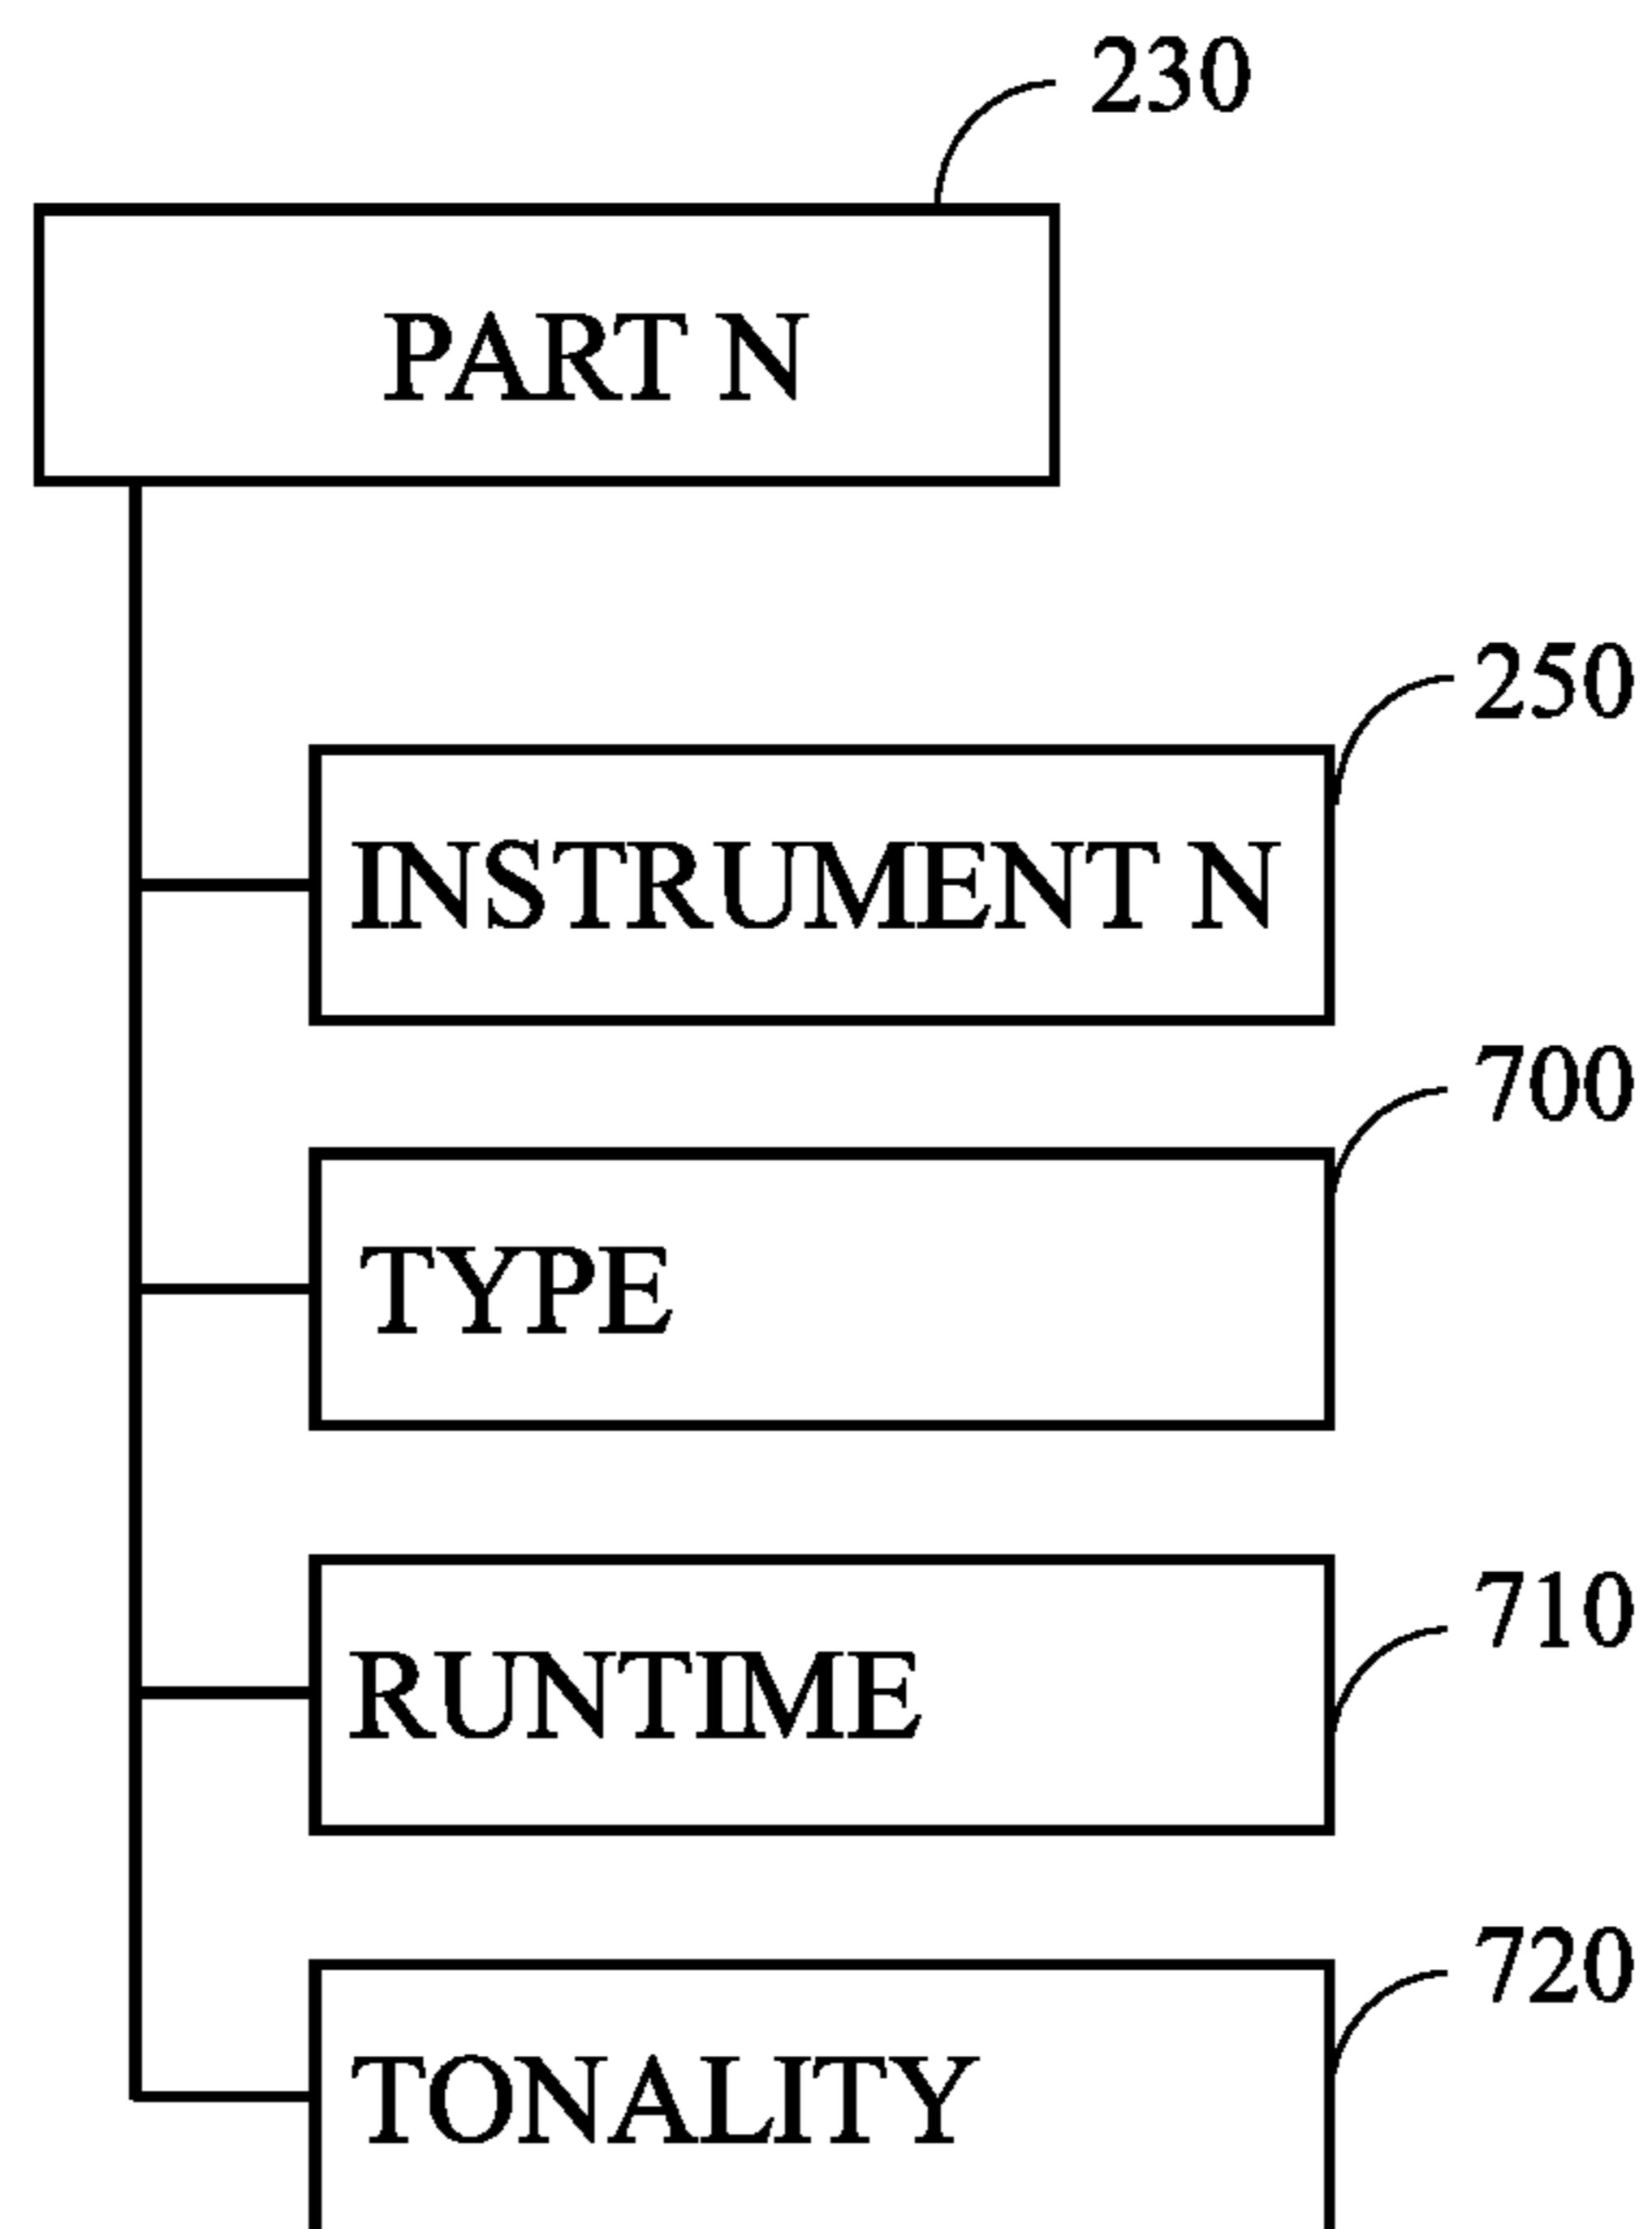 230
PART N
250
INSTRUMENT N
700
TYPE
710
RUNTIME
720
TONALITY